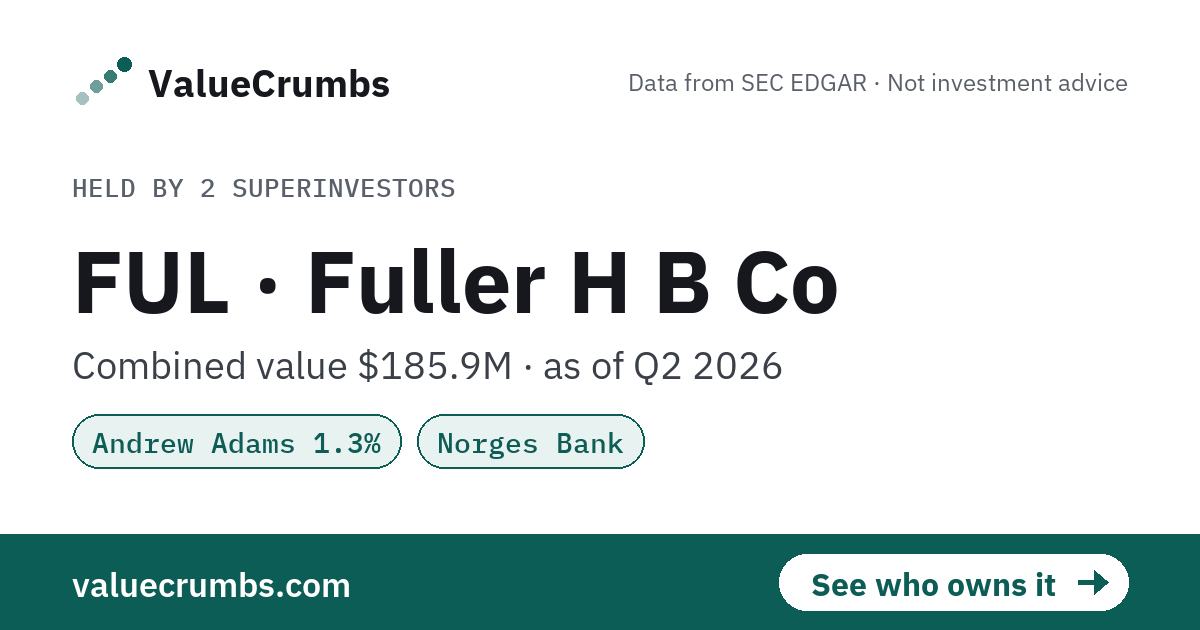 ValueCrumbs
Data from SEC EDGAR · Not investment advice
HELD BY 2 SUPERINVESTORS
FUL · Fuller H B Co
Combined value $185.9M · as of Q2 2026
Andrew Adams 1.3%
Norges Bank
valuecrumbs.com
See who owns it →